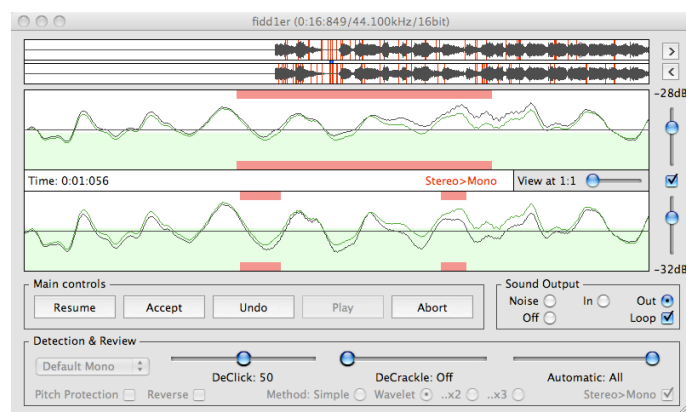 fidd1er (0:16:849/44.100kHz/16bit)
>
<
-28dB
Time: 0:01:056 Stereo>Mono View at 1:1
-32dB
Main controls
Resume Accept Undo Play Abort
Sound Output
Noise In Out
Off Loop
Detection & Review
Default Mono
DeClick: 50 DeCrackle: Off Automatic: All
Pitch Protection Reverse Method: Simple Wavelet ..x2 ..x3 Stereo>Mono